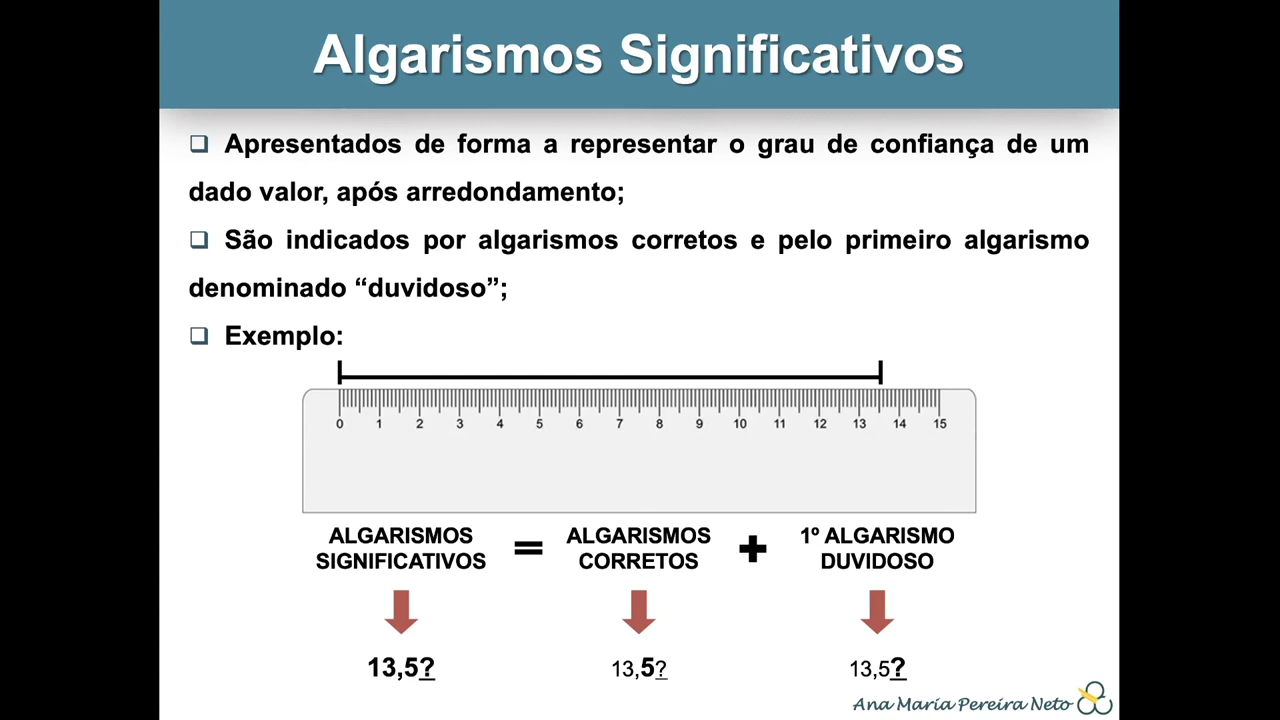 Algarismos Significativos
❑ Apresentados de forma a representar o grau de confiança de um
dado valor, após arredondamento;
❑ São indicados por algarismos corretos e pelo primeiro algarismo
denominado “duvidoso”;
❑ Exemplo:
0 1 2 3 4 5 6 7 8 9 10 11 12 13 14 15
ALGARISMOS SIGNIFICATIVOS = ALGARISMOS CORRETOS + 1º ALGARISMO DUVIDOSO
13,5? 13,5? 13,5?
Ana Maria Pereira Neto